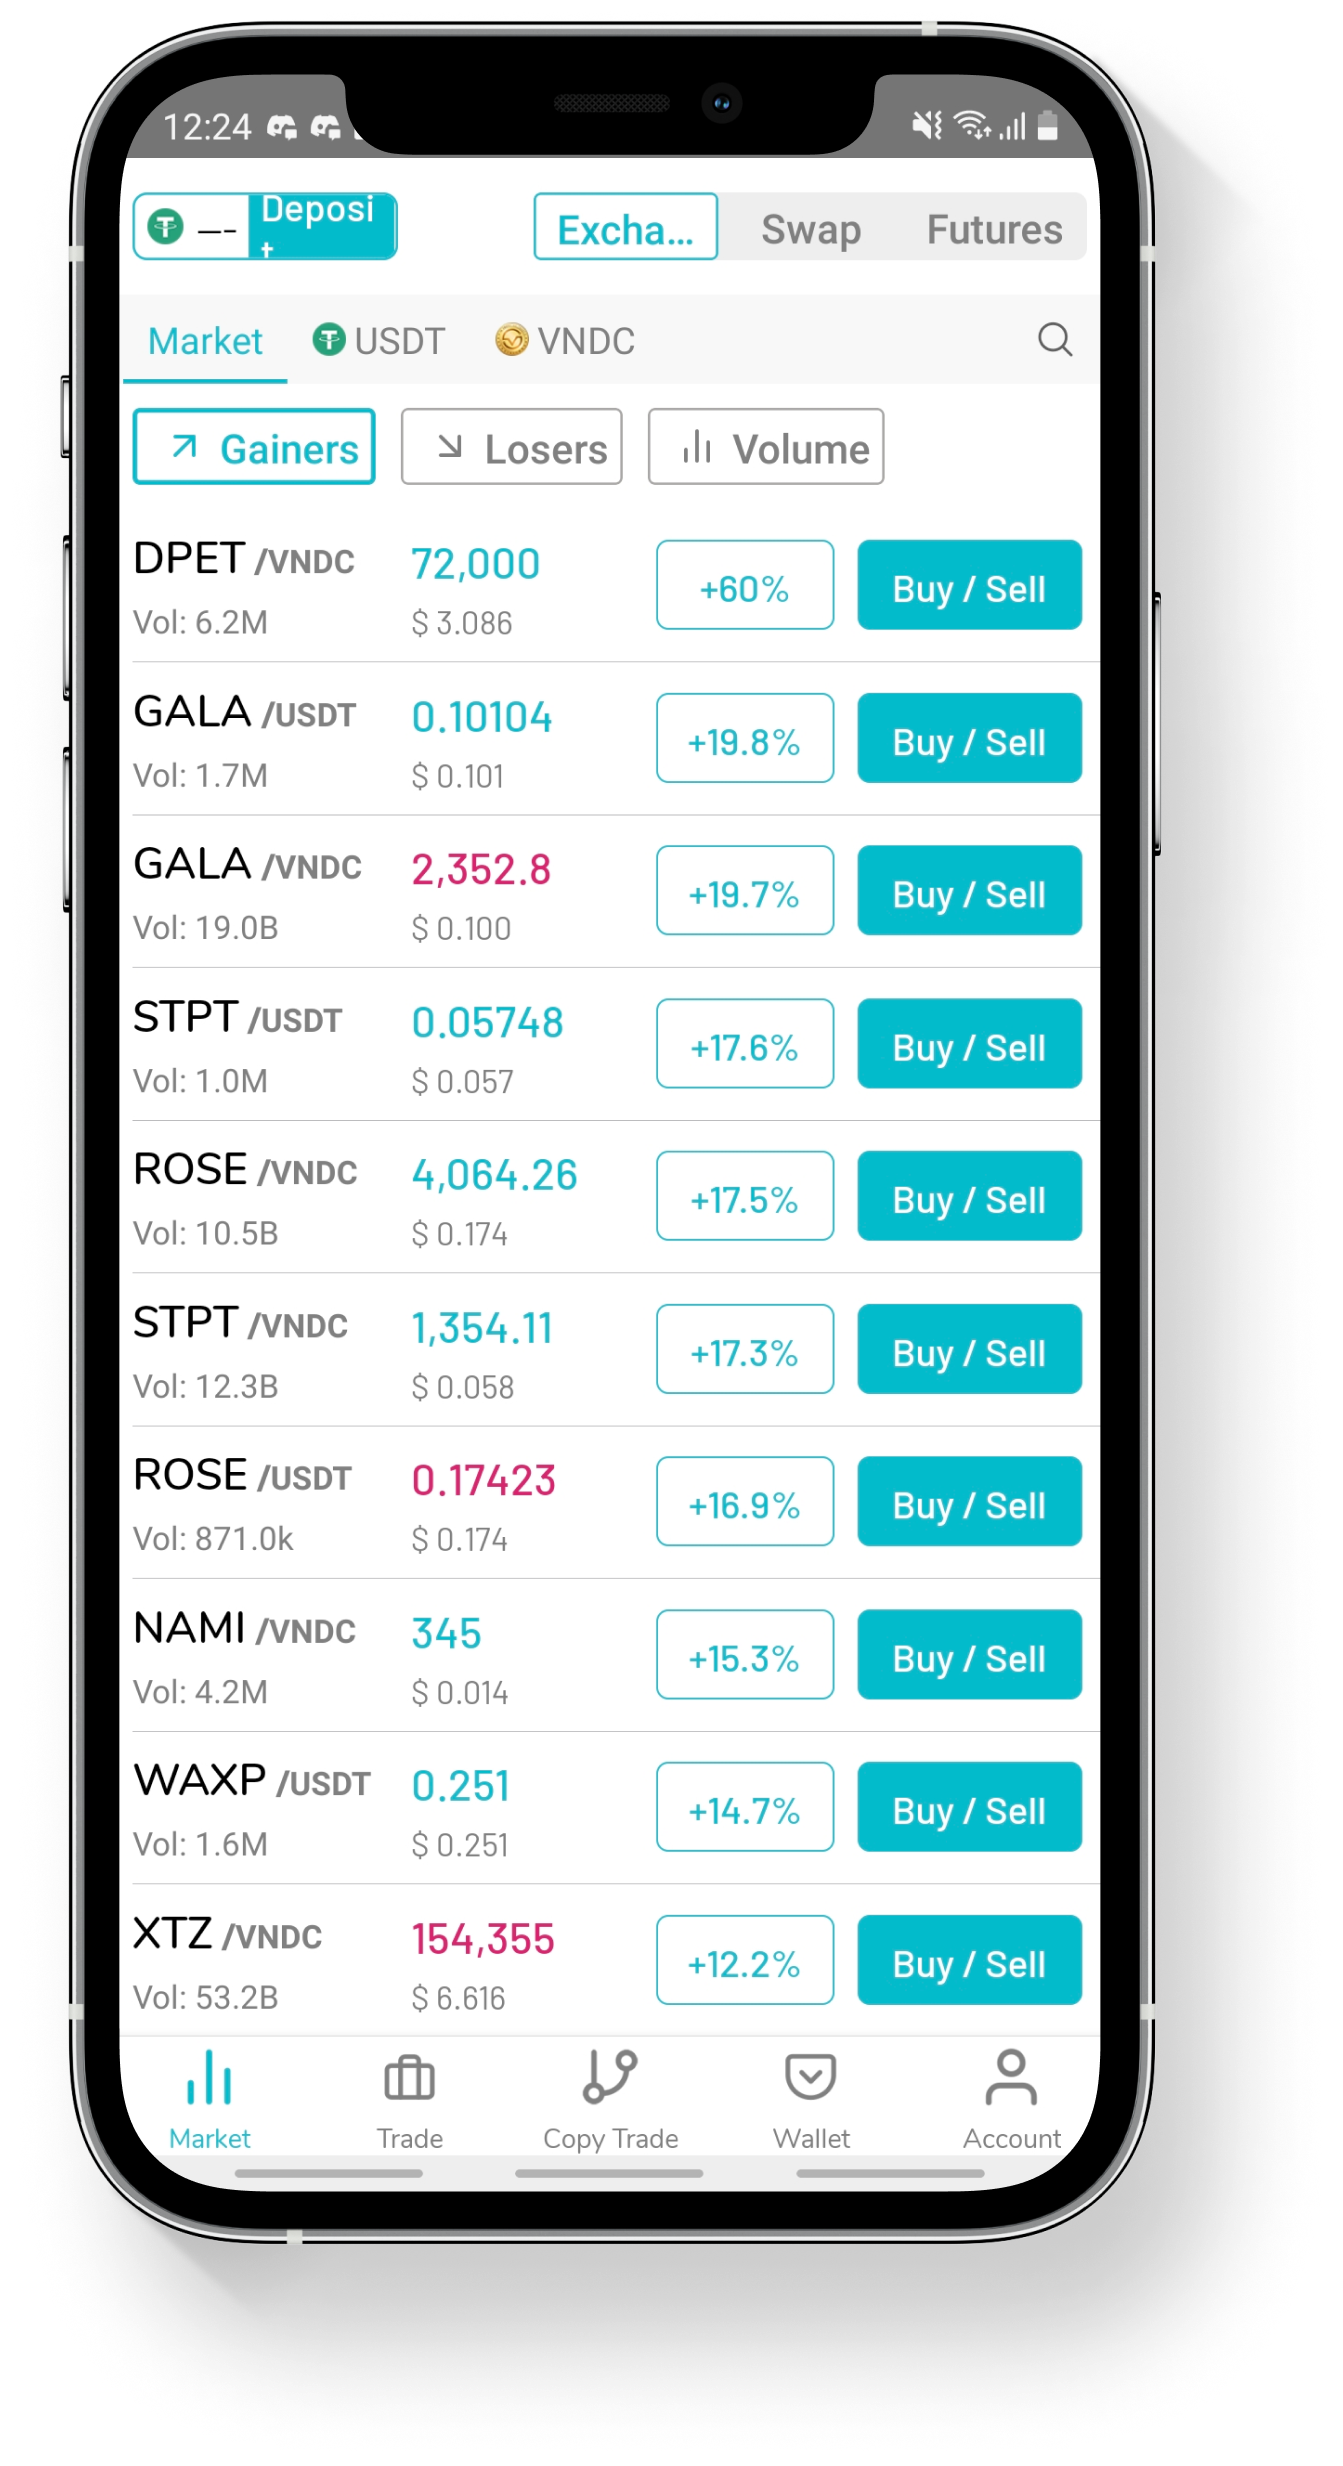 12:24
—- Deposi
t
Excha... Swap Futures
Market USDT VNDC
Gainers Losers Volume
DPET /VNDC 72,000 +60% Buy / Sell
Vol: 6.2M $ 3.086
GALA /USDT 0.10104 +19.8% Buy / Sell
Vol: 1.7M $ 0.101
GALA /VNDC 2,352.8 +19.7% Buy / Sell
Vol: 19.0B $ 0.100
STPT /USDT 0.05748 +17.6% Buy / Sell
Vol: 1.0M $ 0.057
ROSE /VNDC 4,064.26 +17.5% Buy / Sell
Vol: 10.5B $ 0.174
STPT /VNDC 1,354.11 +17.3% Buy / Sell
Vol: 12.3B $ 0.058
ROSE /USDT 0.17423 +16.9% Buy / Sell
Vol: 871.0k $ 0.174
NAMI /VNDC 345 +15.3% Buy / Sell
Vol: 4.2M $ 0.014
WAXP /USDT 0.251 +14.7% Buy / Sell
Vol: 1.6M $ 0.251
XTZ /VNDC 154,355 +12.2% Buy / Sell
Vol: 53.2B $ 6.616
Market Trade Copy Trade Wallet Account